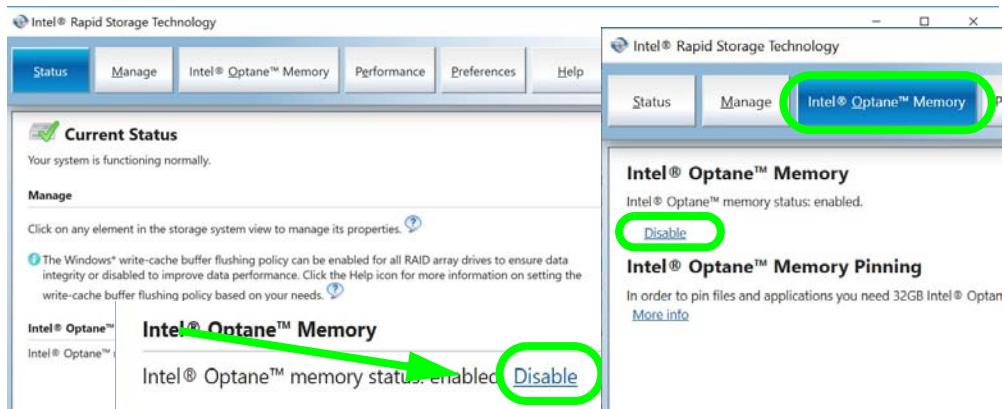 Intel® Rapid Storage Technology
Status Manage Intel® Optane™ Memory Performance Preferences Help
Current Status
Your system is functioning normally.
Manage
Click on any element in the storage system view to manage its properties.
The Windows* write-cache buffer flushing policy can be enabled for all RAID array drives to ensure data
integrity or disabled to improve data performance. Click the Help icon for more information on setting the
write-cache buffer flushing policy based on your needs.
Intel® Optane™
Intel® Optane™
Intel® Optane™ Memory
Intel® Optane™ memory status: enabled. Disable
Intel® Rapid Storage Technology
Status Manage Intel® Optane™ Memory P
Intel® Optane™ Memory
Intel® Optane™ memory status: enabled.
Disable
Intel® Optane™ Memory Pinning
In order to pin files and applications you need 32GB Intel® Optan
More info